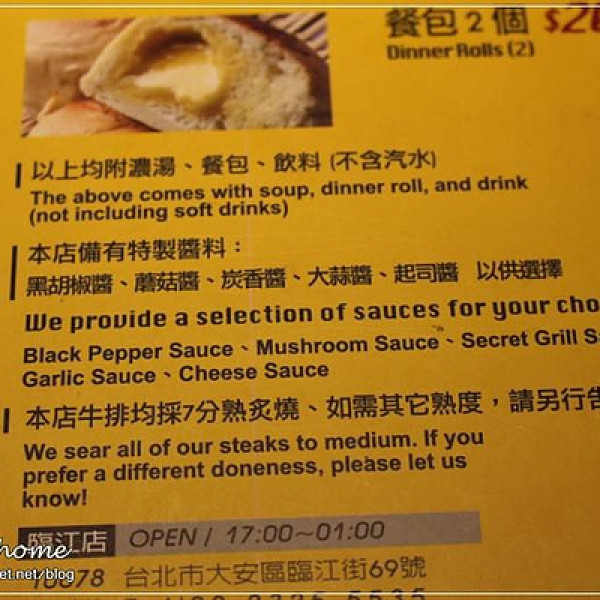 餐包2個 $2
Dinner Rolls (2)
以上均附濃湯、餐包、飲料 (不含汽水)
The above comes with soup, dinner roll, and drink
(not including soft drinks)
本店備有特製醬料：
黑胡椒醬、蘑菇醬、炭香醬、大蒜醬、起司醬 以供選擇
We provide a selection of sauces for your cho
Black Pepper Sauce、Mushroom Sauce、Secret Grill S
Garlic Sauce、Cheese Sauce
本店牛排均採7分熟炙燒、如需其它熟度，請另行告
We sear all of our steaks to medium. If you
prefer a different doneness, please let us
know!
臨江店 OPEN / 17:00~01:00
home
et.net/blog
台北市大安區臨江街69號